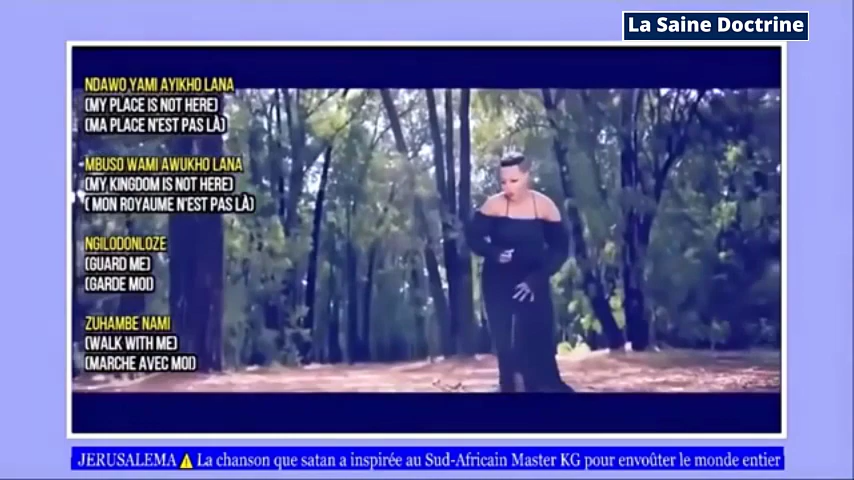 La Saine Doctrine
NDAWO YAMI AYIKHO LANA
(MY PLACE IS NOT HERE)
(MA PLACE N'EST PAS LÀ)
MBUSO WAMI AWUKHO LANA
(MY KINGDOM IS NOT HERE)
( MON ROYAUME N'EST PAS LÀ)
NGILODONLOZE
(GUARD ME)
(GARDE MOI)
ZUHAMBE NAMI
(WALK WITH ME)
(MARCHE AVEC MOI)
JERUSALEMA ⚠ La chanson que satan a inspirée au Sud-Africain Master KG pour envoûter le monde entier